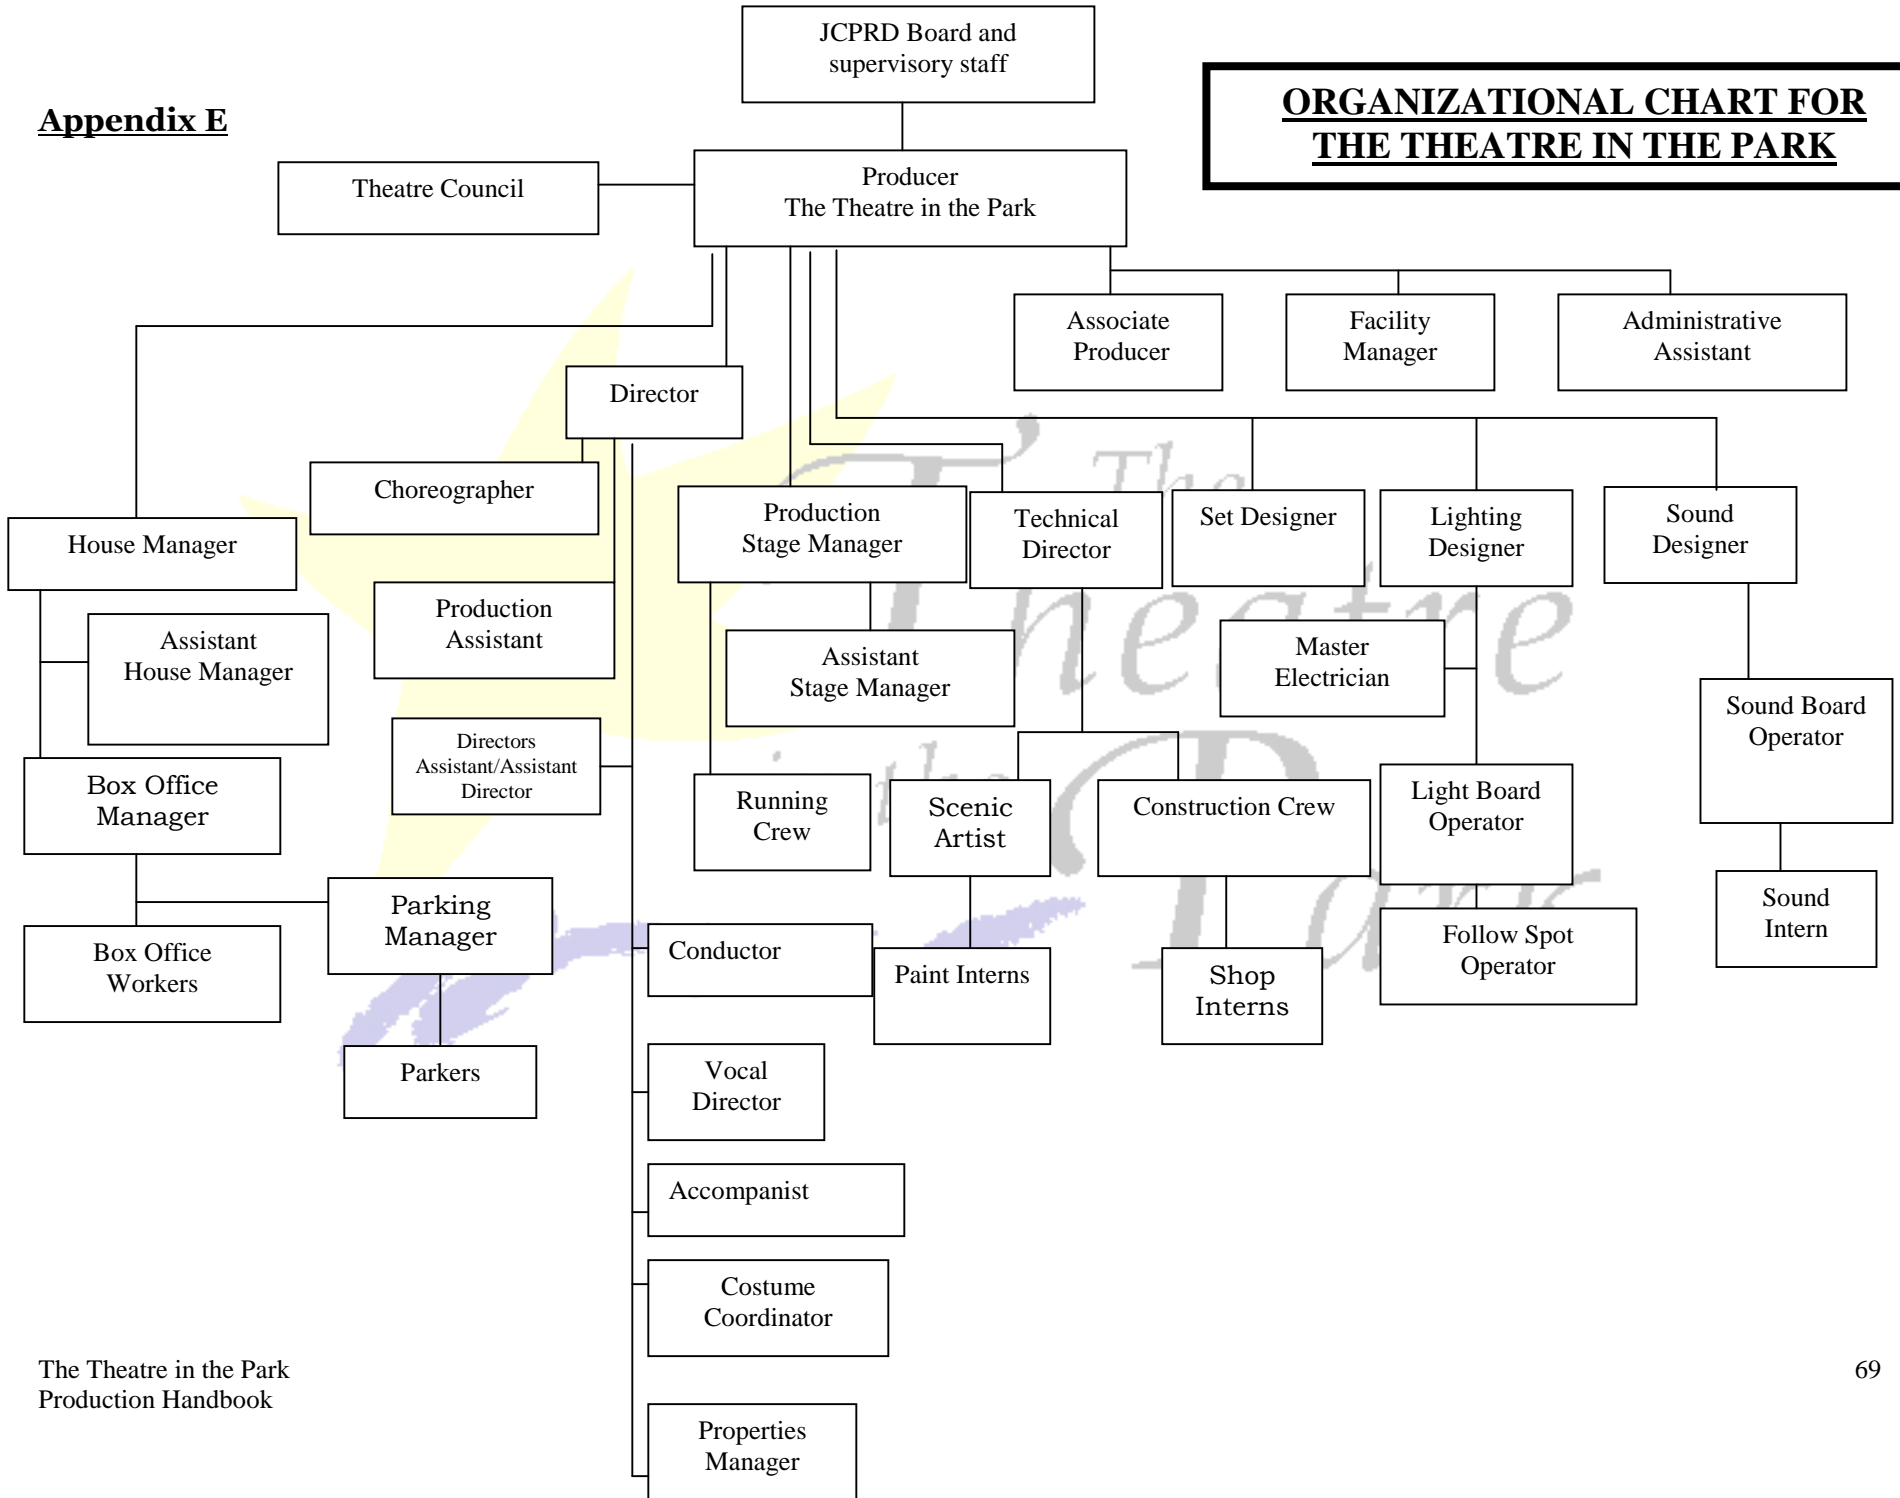 JCPRD Board and
supervisory staff
Appendix E
ORGANIZATIONAL CHART FOR
THE THEATRE IN THE PARK
Theatre Council
Producer
The Theatre in the Park
Associate
Producer
Facility
Manager
Administrative
Assistant
Director
Choreographer
House Manager
Production
Stage Manager
Technical
Director
Set Designer
Lighting
Designer
Sound
Designer
Production
Assistant
Assistant
House Manager
Assistant
Stage Manager
Master
Electrician
Sound Board
Operator
Directors
Assistant/Assistant
Director
Box Office
Manager
Running
Crew
Scenic
Artist
Construction Crew
Light Board
Operator
Parking
Manager
Sound
Intern
Box Office
Workers
Conductor
Paint Interns
Shop
Interns
Follow Spot
Operator
Parkers
Vocal
Director
Accompanist
Costume
Coordinator
Properties
Manager
The
Theatre
in the
Park
The Theatre in the Park
Production Handbook
69